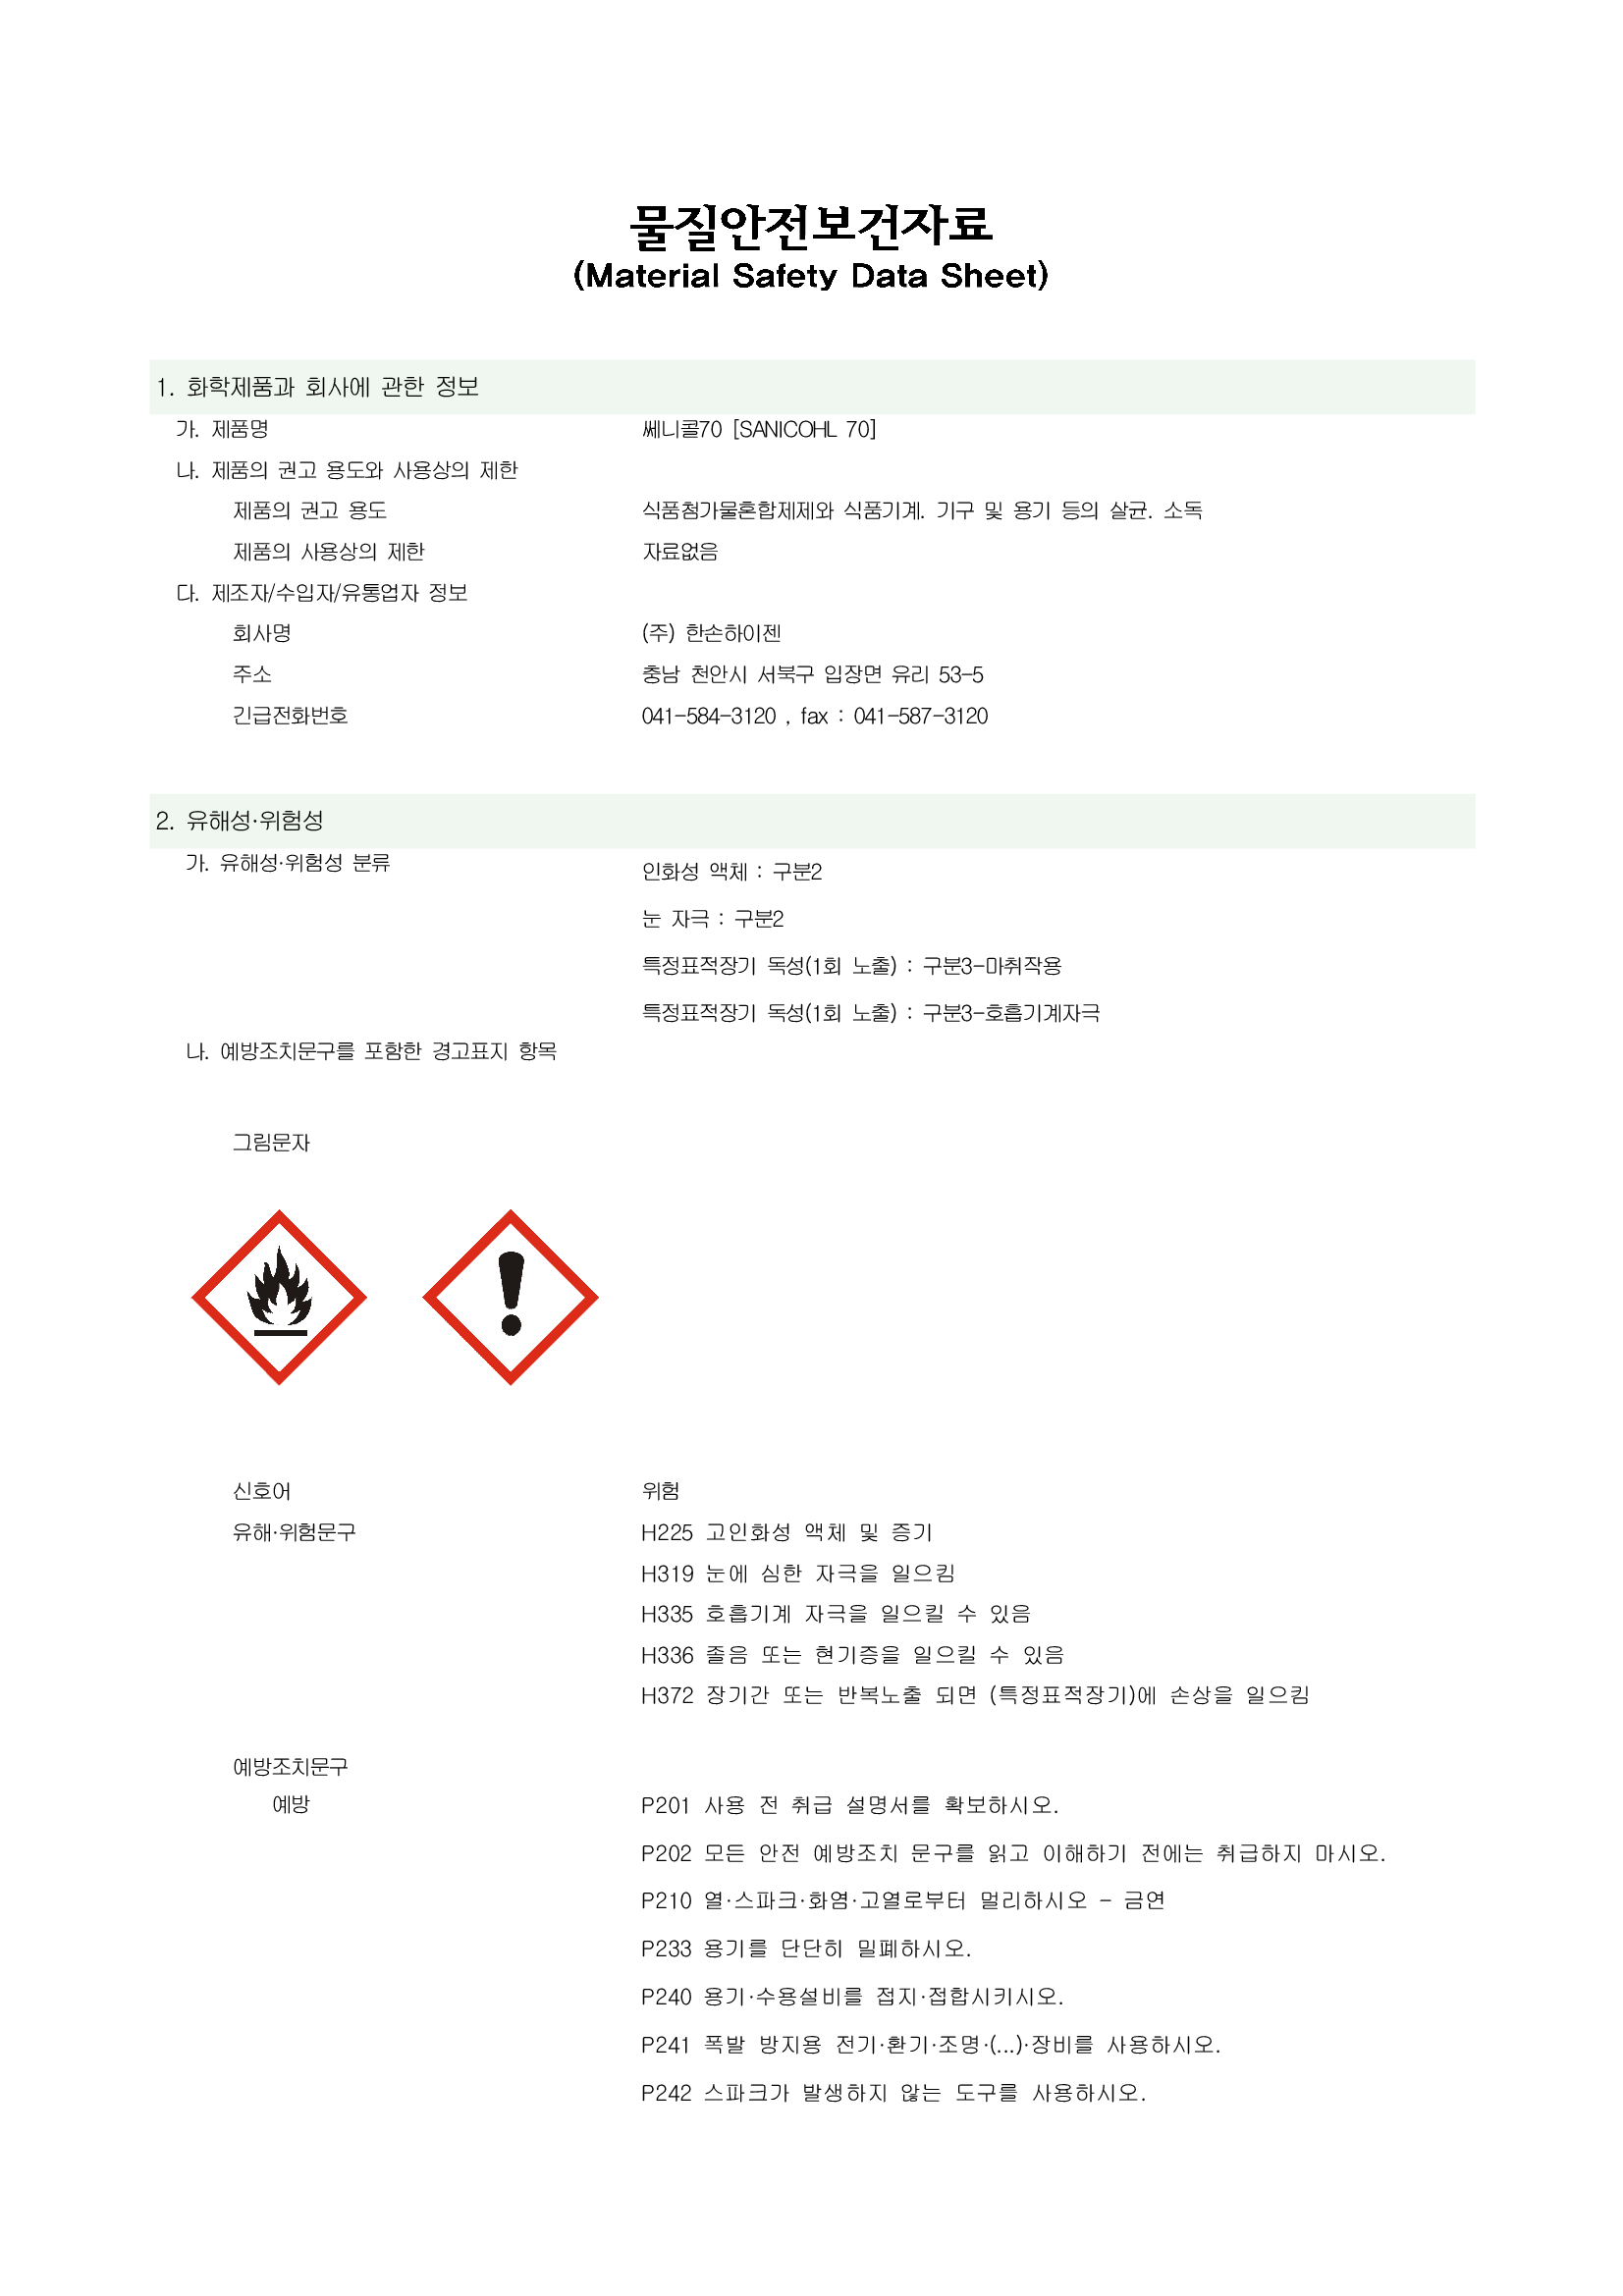 물질안전보건자료
(Material Safety Data Sheet)
1. 화학제품과 회사에 관한 정보
가. 제품명 쎄니콜70 [SANICOHL 70]
나. 제품의 권고 용도와 사용상의 제한
제품의 권고 용도 식품첨가물혼합제제와 식품기계. 기구 및 용기 등의 살균. 소독
제품의 사용상의 제한 자료없음
다. 제조자/수입자/유통업자 정보
회사명 (주) 한손하이젠
주소 충남 천안시 서북구 입장면 유리 53-5
긴급전화번호 041-584-3120 , fax : 041-587-3120
2. 유해성·위험성
가. 유해성·위험성 분류 인화성 액체 : 구분2
눈 자극 : 구분2
특정표적장기 독성(1회 노출) : 구분3-마취작용
특정표적장기 독성(1회 노출) : 구분3-호흡기계자극
나. 예방조치문구를 포함한 경고표지 항목
그림문자
신호어 위험
유해·위험문구 H225 고인화성 액체 및 증기
H319 눈에 심한 자극을 일으킴
H335 호흡기계 자극을 일으킬 수 있음
H336 졸음 또는 현기증을 일으킬 수 있음
H372 장기간 또는 반복노출 되면 (특정표적장기)에 손상을 일으킴
예방조치문구
예방 P201 사용 전 취급 설명서를 확보하시오.
P202 모든 안전 예방조치 문구를 읽고 이해하기 전에는 취급하지 마시오.
P210 열·스파크·화염·고열로부터 멀리하시오 - 금연
P233 용기를 단단히 밀폐하시오.
P240 용기·수용설비를 접지·접합시키시오.
P241 폭발 방지용 전기·환기·조명·(...)·장비를 사용하시오.
P242 스파크가 발생하지 않는 도구를 사용하시오.